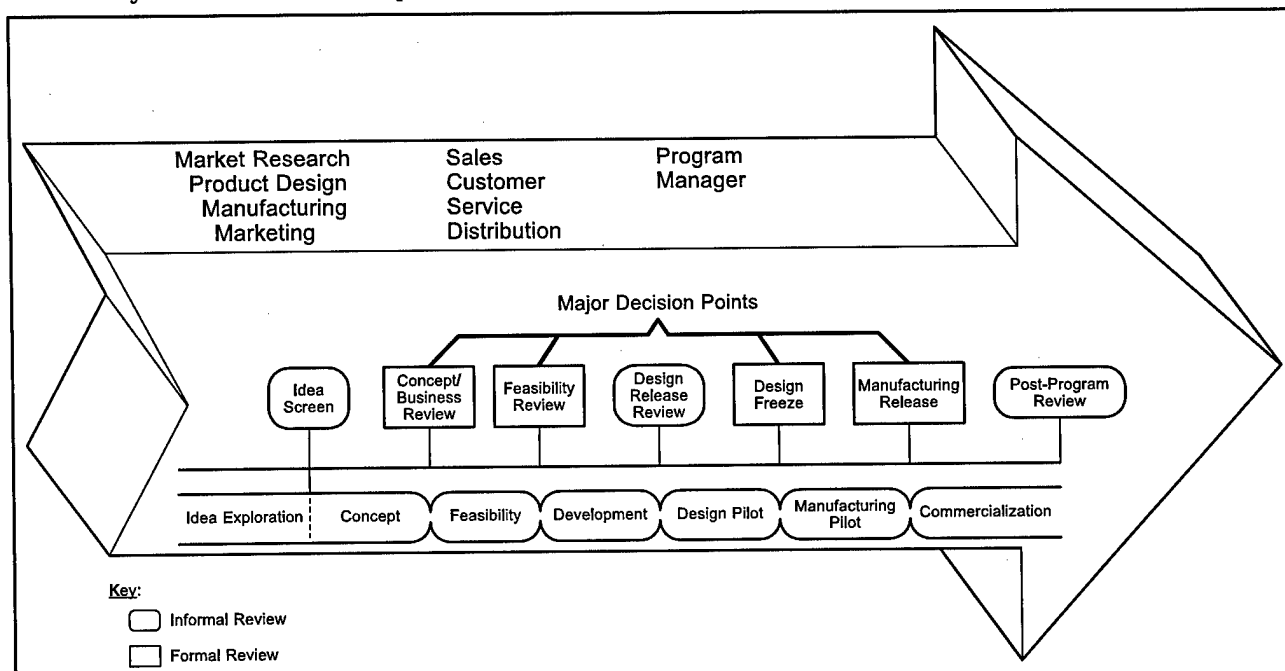 Market Research
Product Design
Manufacturing
Marketing
Sales
Customer
Service
Distribution
Program
Manager
Major Decision Points
Idea
Screen
Concept/
Business
Review
Feasibility
Review
Design
Release
Review
Design
Freeze
Manufacturing
Release
Post-Program
Review
Idea Exploration
Concept
Feasibility
Development
Design Pilot
Manufacturing
Pilot
Commercialization
Key:
Informal Review
Formal Review